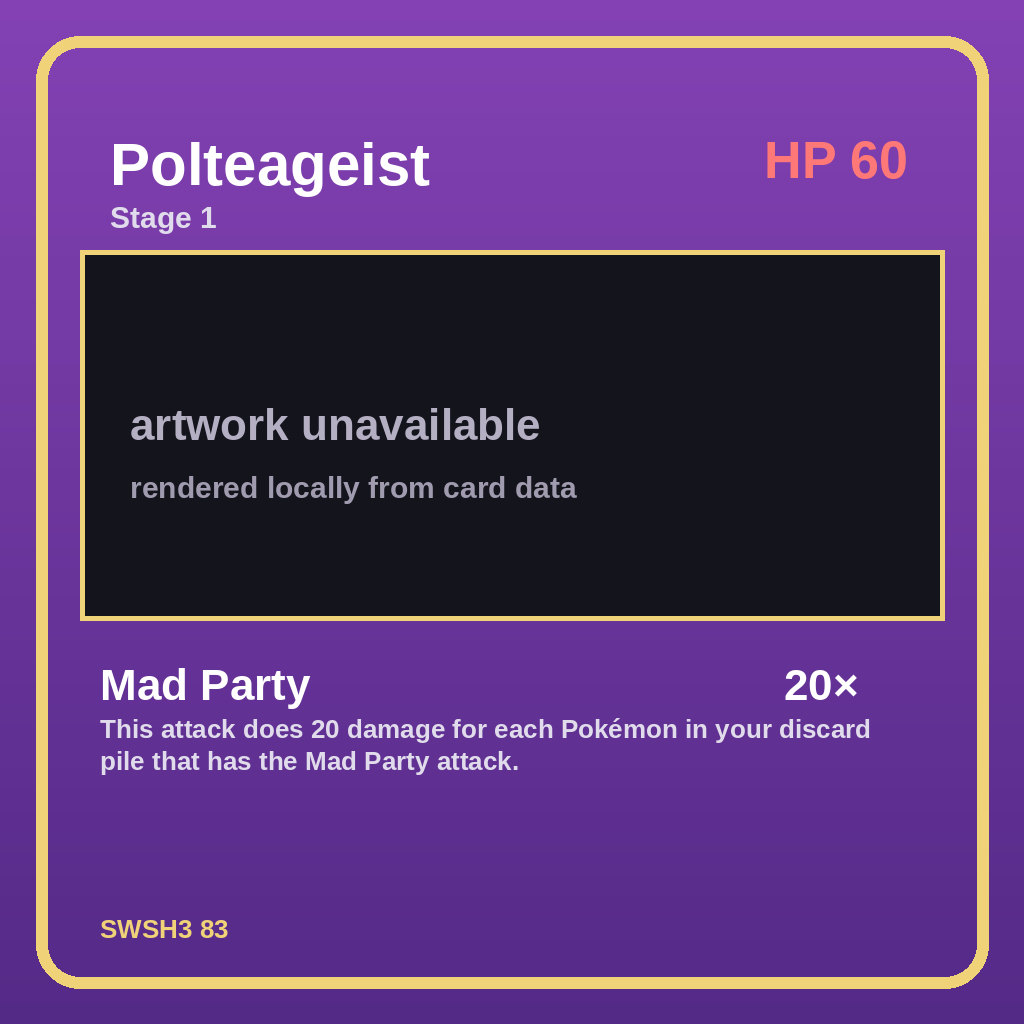 Polteageist
HP 60
Stage 1
artwork unavailable
rendered locally from card data
Mad Party
20×
This attack does 20 damage for each Pokémon in your discard
pile that has the Mad Party attack.
SWSH3 83